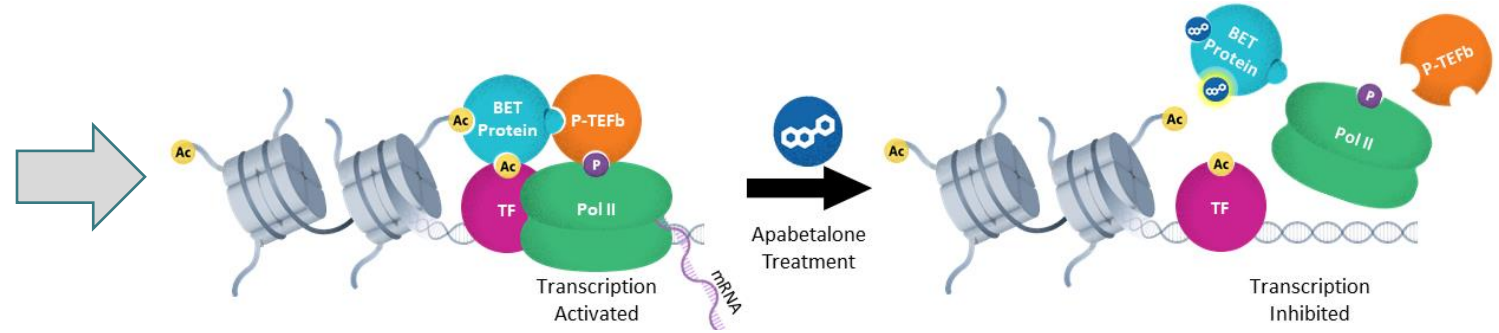 Ac
Ac
BET
Protein
P-TEFb
Ac
P
TF
Pol II
mRNA
Transcription
Activated
Apabetalone
Treatment
Ac
Ac
BET
Protein
P-TEFb
P
Pol II
Ac
TF
Transcription
Inhibited